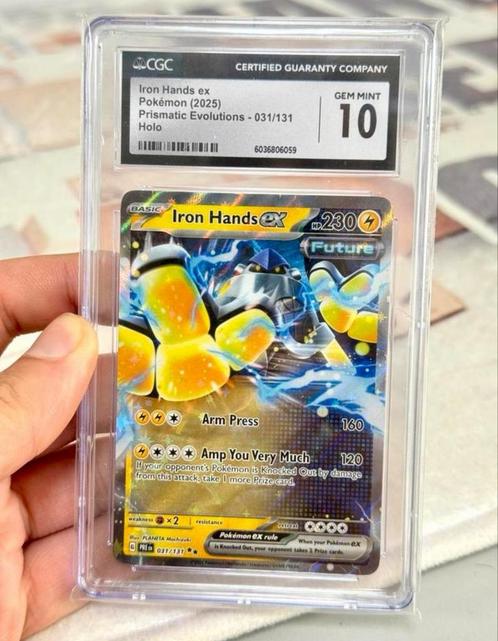 CGC CERTIFIED GUARANTY COMPANY
Iron Hands ex
Pokémon (2025)
Prismatic Evolutions - 031/131
Holo
GEM MINT
10
6036806059
BASIC Iron Hands ex HP 230
Future
Arm Press 160
Amp You Very Much 120
If your opponent's Pokémon is Knocked Out by damage
from this attack, take 1 more Prize card.
weakness ×2 resistance retreat
Pokémon ex rule
When your Pokémon ex
is Knocked Out, your opponent takes 2 Prize cards.
Illus. PLANETA Mochizuki
PRE EN 031/131